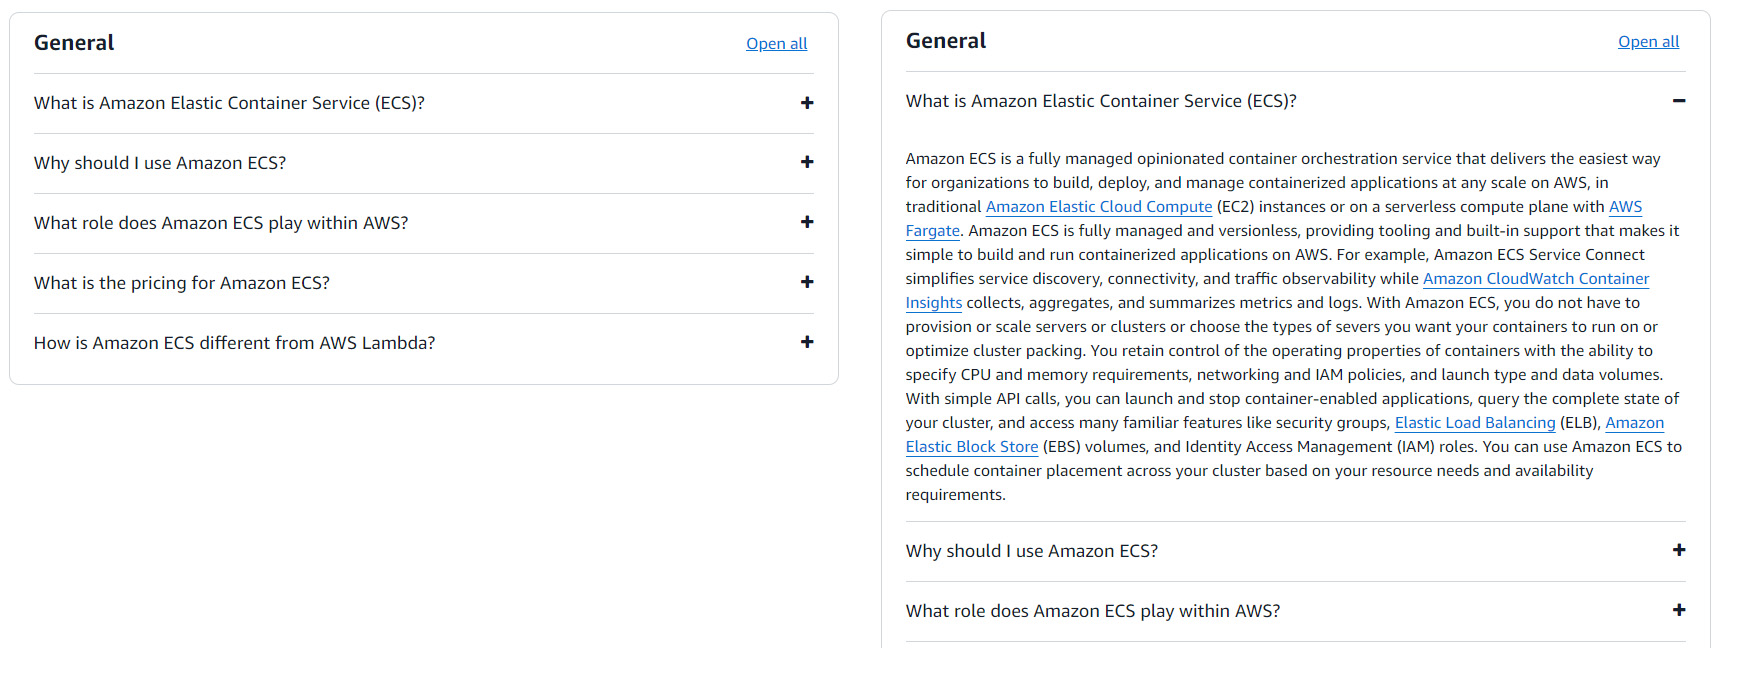 General
Open all
What is Amazon Elastic Container Service (ECS)?
Why should I use Amazon ECS?
What role does Amazon ECS play within AWS?
What is the pricing for Amazon ECS?
How is Amazon ECS different from AWS Lambda?
General
Open all
What is Amazon Elastic Container Service (ECS)?
Amazon ECS is a fully managed opinionated container orchestration service that delivers the easiest way
for organizations to build, deploy, and manage containerized applications at any scale on AWS, in
traditional Amazon Elastic Cloud Compute (EC2) instances or on a serverless compute plane with AWS
Fargate. Amazon ECS is fully managed and versionless, providing tooling and built-in support that makes it
simple to build and run containerized applications on AWS. For example, Amazon ECS Service Connect
simplifies service discovery, connectivity, and traffic observability while Amazon CloudWatch Container
Insights collects, aggregates, and summarizes metrics and logs. With Amazon ECS, you do not have to
provision or scale servers or clusters or choose the types of severs you want your containers to run on or
optimize cluster packing. You retain control of the operating properties of containers with the ability to
specify CPU and memory requirements, networking and IAM policies, and launch type and data volumes.
With simple API calls, you can launch and stop container-enabled applications, query the complete state of
your cluster, and access many familiar features like security groups, Elastic Load Balancing (ELB), Amazon
Elastic Block Store (EBS) volumes, and Identity Access Management (IAM) roles. You can use Amazon ECS to
schedule container placement across your cluster based on your resource needs and availability
requirements.
Why should I use Amazon ECS?
What role does Amazon ECS play within AWS?